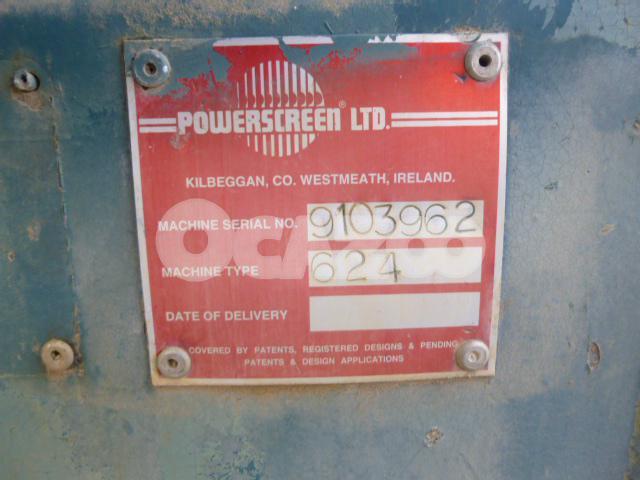 POWERSCREEN® LTD.
KILBEGGAN, CO. WESTMEATH, IRELAND.
MACHINE SERIAL NO. 9103962
OCAZOO
MACHINE TYPE 624
DATE OF DELIVERY
COVERED BY PATENTS, REGISTERED DESIGNS & PENDING
PATENTS & DESIGN APPLICATIONS